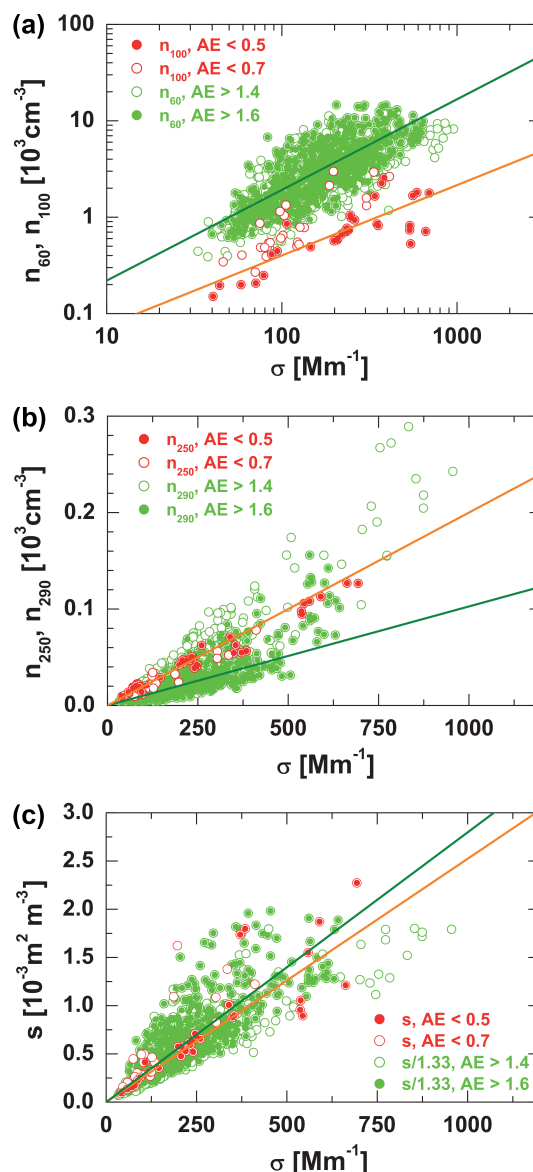 (a)
n60, n100 [10³cm⁻³]
100
10
1
0.1
n100, AE < 0.5
n100, AE < 0.7
n60, AE > 1.4
n60, AE > 1.6
10 100 1000
σ [Mm⁻¹]
(b)
n250, n290 [10³cm⁻³]
0.3
0.2
0.1
0.0
n250, AE < 0.5
n250, AE < 0.7
n290, AE > 1.4
n290, AE > 1.6
0 250 500 750 1000
σ [Mm⁻¹]
(c)
s [10⁻³m² m⁻³]
3.0
2.5
2.0
1.5
1.0
0.5
0.0
s, AE < 0.5
s, AE < 0.7
s/1.33, AE > 1.4
s/1.33, AE > 1.6
0 250 500 750 1000
σ [Mm⁻¹]